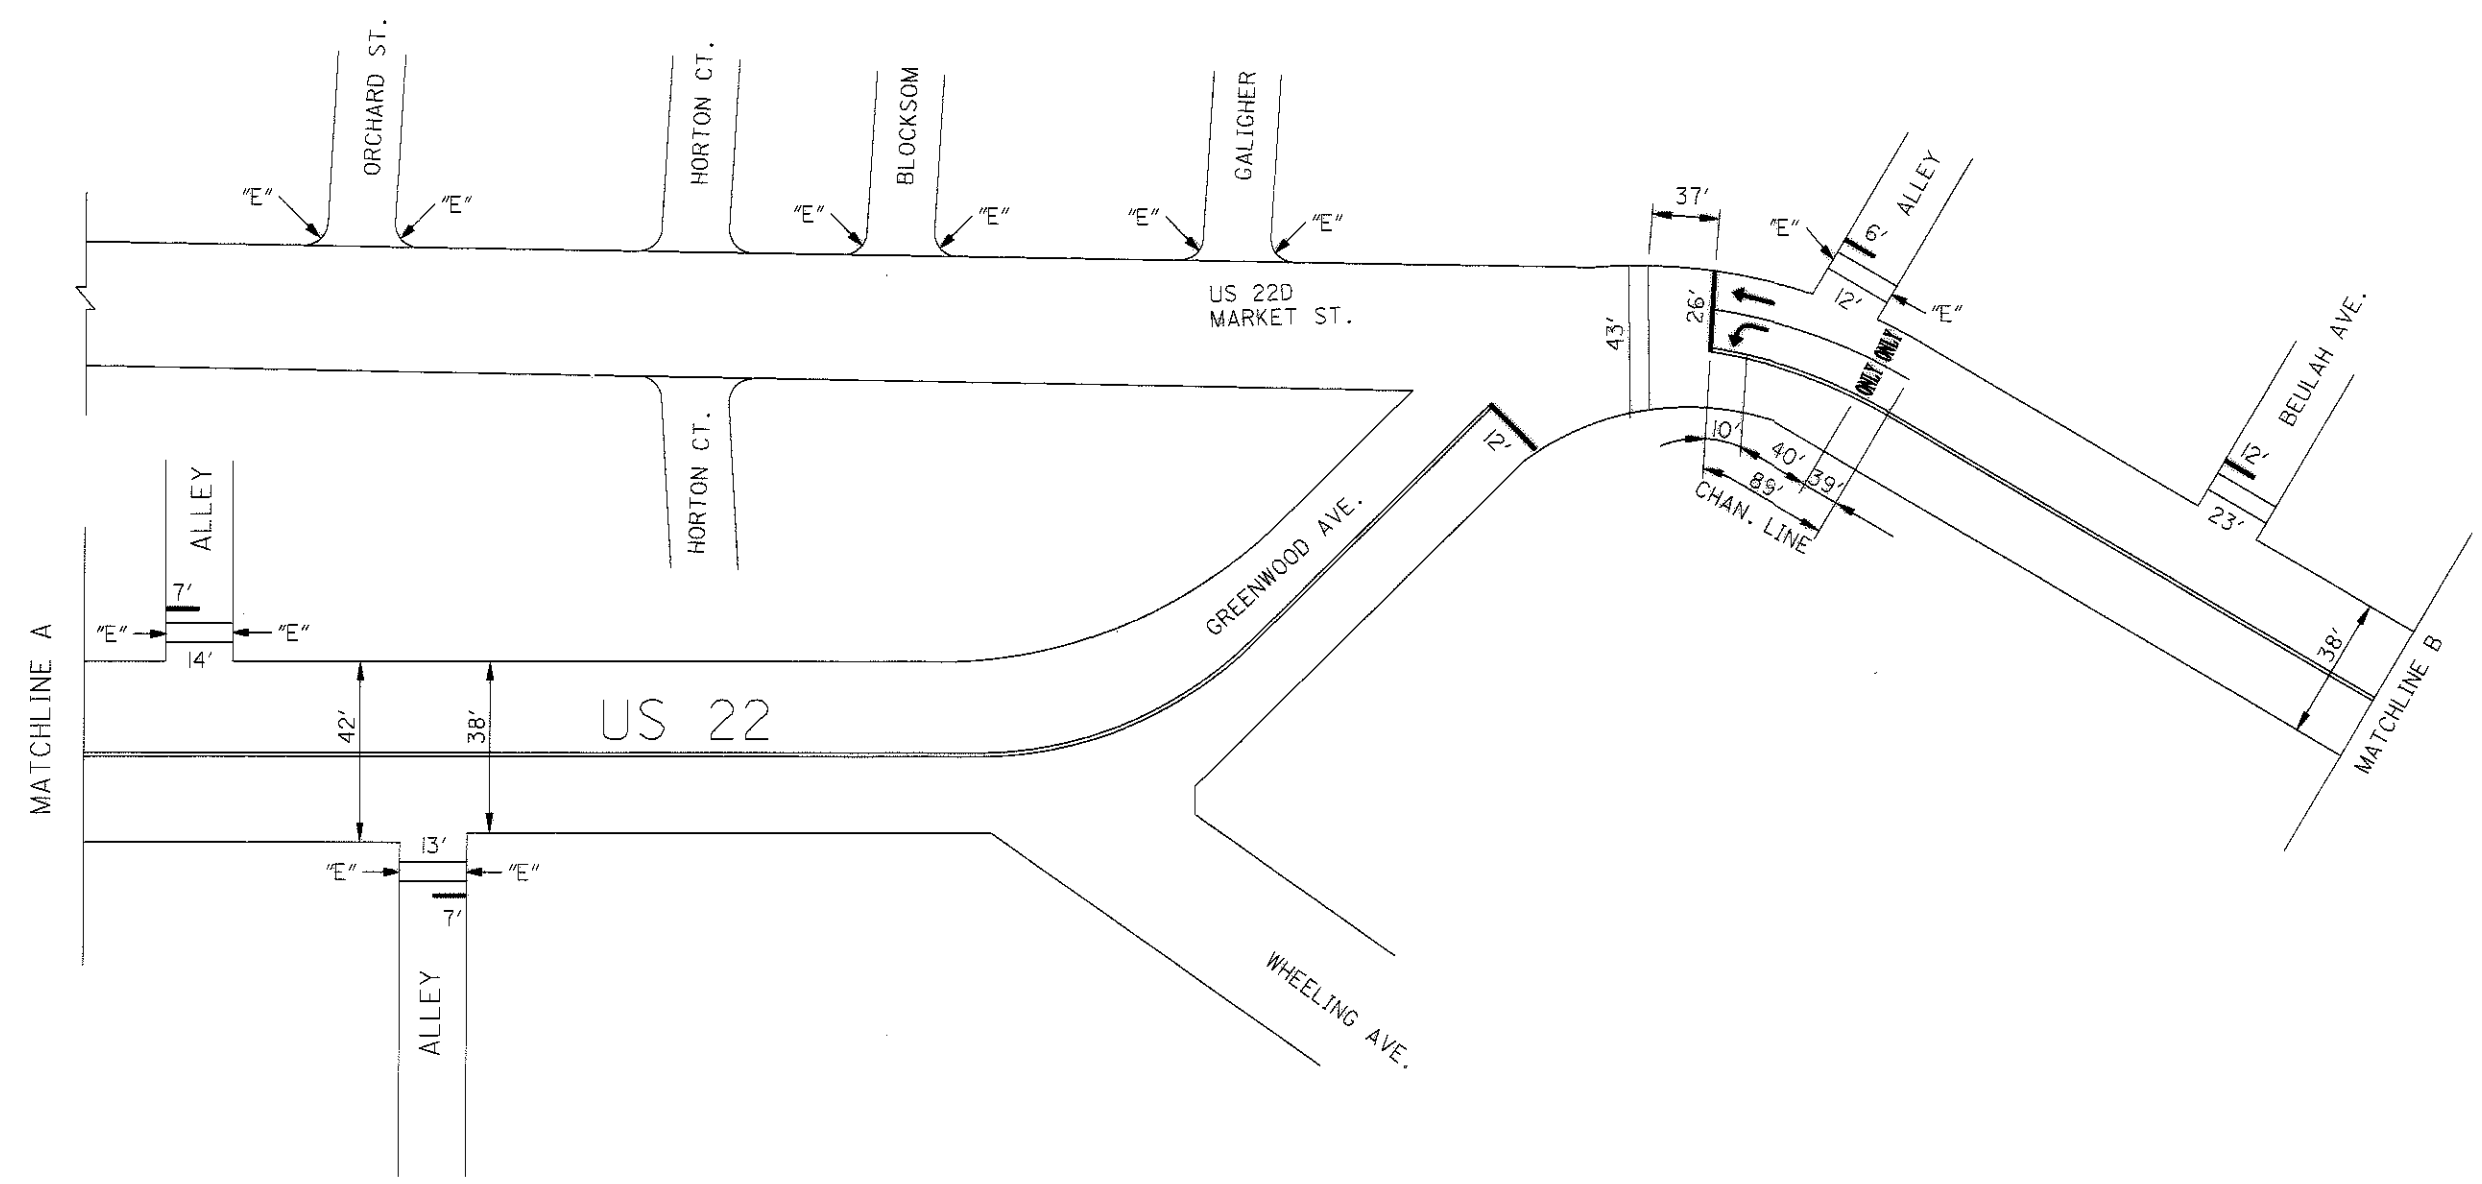 ORCHARD ST.
HORTON CT.
BLOCKSOM
GALIGHER
"E"
"E"
"E"
"E"
"E"
"E"
37'
"E"
6'
ALLEY
12'
"E"
US 22D
MARKET ST.
43'
26'
ONLY
ONLY
BEULAH AVE.
12'
23'
10'
40'
39'
89'
CHAN. LINE
12'
HORTON CT.
GREENWOOD AVE.
ALLEY
7'
"E"
"E"
14'
MATCHLINE A
42'
38'
US 22
38'
MATCHLINE B
13'
"E"
"E"
7'
ALLEY
WHEELING AVE.